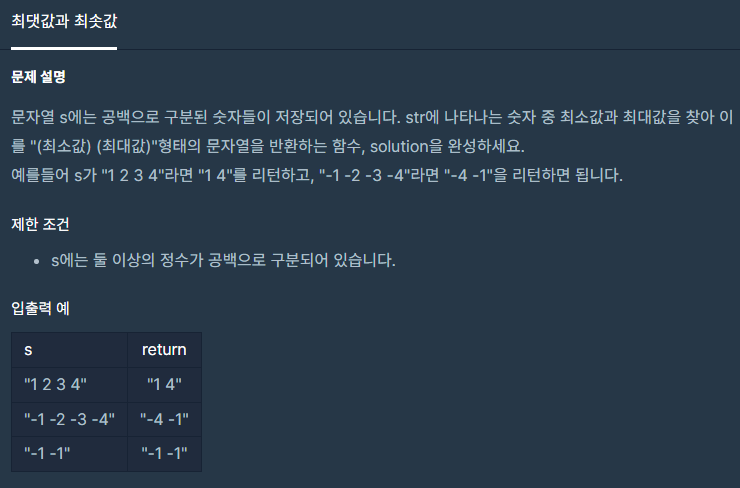 최댓값과 최솟값
문제 설명
문자열 s에는 공백으로 구분된 숫자들이 저장되어 있습니다. str에 나타나는 숫자 중 최소값과 최대값을 찾아 이
를 "(최소값) (최대값)"형태의 문자열을 반환하는 함수, solution을 완성하세요.
예를들어 s가 "1 2 3 4"라면 "1 4"를 리턴하고, "-1 -2 -3 -4"라면 "-4 -1"을 리턴하면 됩니다.
제한 조건
• s에는 둘 이상의 정수가 공백으로 구분되어 있습니다.
입출력 예
s return
"1 2 3 4" "1 4"
"-1 -2 -3 -4" "-4 -1"
"-1 -1" "-1 -1"